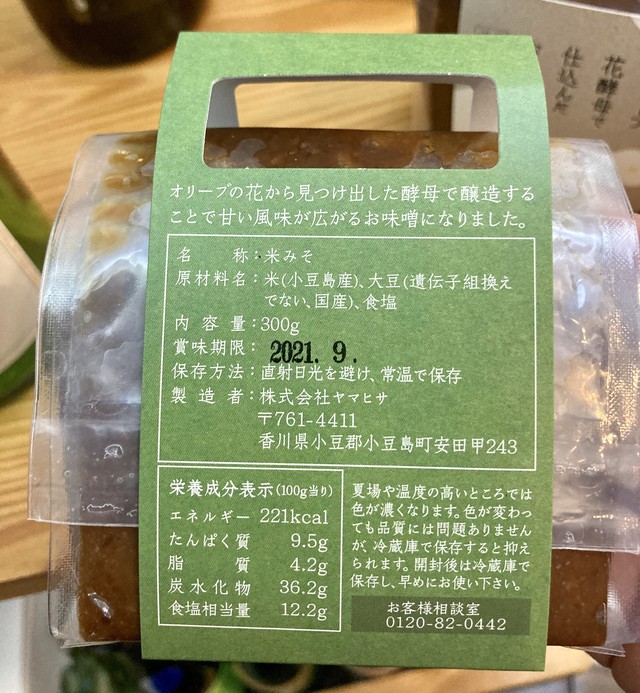 花酵母で
仕込んだ
オリーブの花から見つけ出した酵母で醸造する
ことで甘い風味が広がるお味噌になりました。
名称:米みそ
原材料名:米(小豆島産)、大豆(遺伝子組換え
でない、国産)、食塩
内容量:300g
賞味期限: 2021. 9.
保存方法:直射日光を避け、常温で保存
製造者:株式会社ヤマヒサ
〒761-4411
香川県小豆郡小豆島町安田甲243
栄養成分表示(100g当り)
エネルギー 221kcal
たんぱく質 9.5g
脂質 4.2g
炭水化物 36.2g
食塩相当量 12.2g
夏場や温度の高いところでは
色が濃くなります。色が変わっ
ても品質には問題ありません
が、冷蔵庫で保存すると抑え
られます。開封後は冷蔵庫で
保存し、早めにお使い下さい。
お客様相談室
0120-82-0442